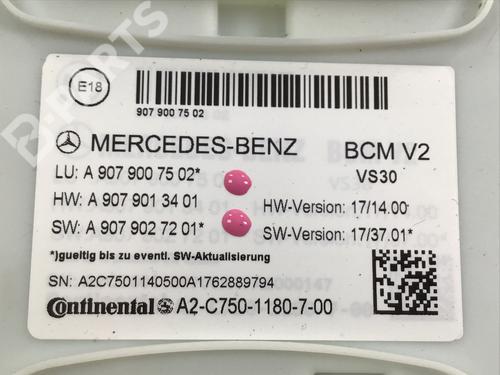 E18
907 900 75 02
MERCEDES-BENZ
BCM V2
VS30
LU: A 907 900 75 02*
HW: A 907 901 34 01
HW-Version: 17/14.00
SW: A 907 902 72 01*
SW-Version: 17/37.01*
*)gueitig bis zu eventl. SW-Aktualisierung
SN: A2C7501140500A1762889794
Continental A2-C750-1180-7-00
B-PARTS